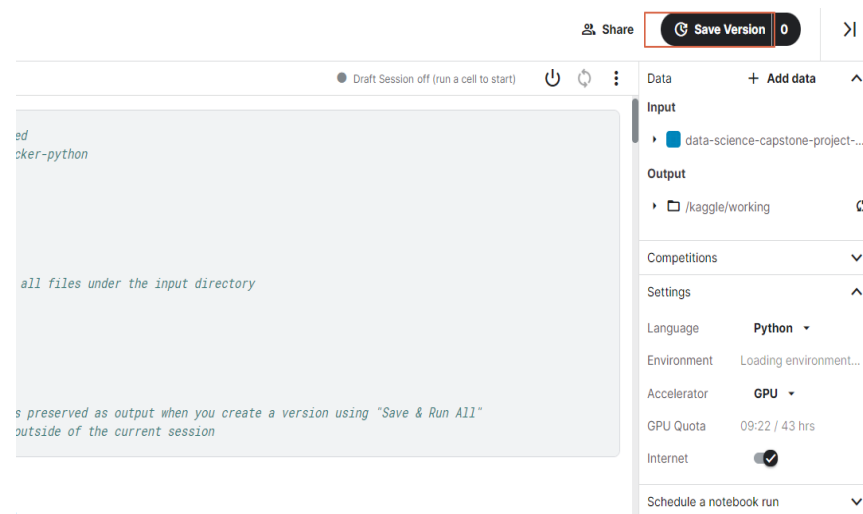 Share
Save Version 0
Draft Session off (run a cell to start)
ed
cker-python
all files under the input directory
s preserved as output when you create a version using "Save & Run All"
outside of the current session
Data
+ Add data
Input
data-science-capstone-project-...
Output
/kaggle/working
Competitions
Settings
Language Python
Environment Loading environment...
Accelerator GPU
GPU Quota 09:22 / 43 hrs
Internet
Schedule a notebook run